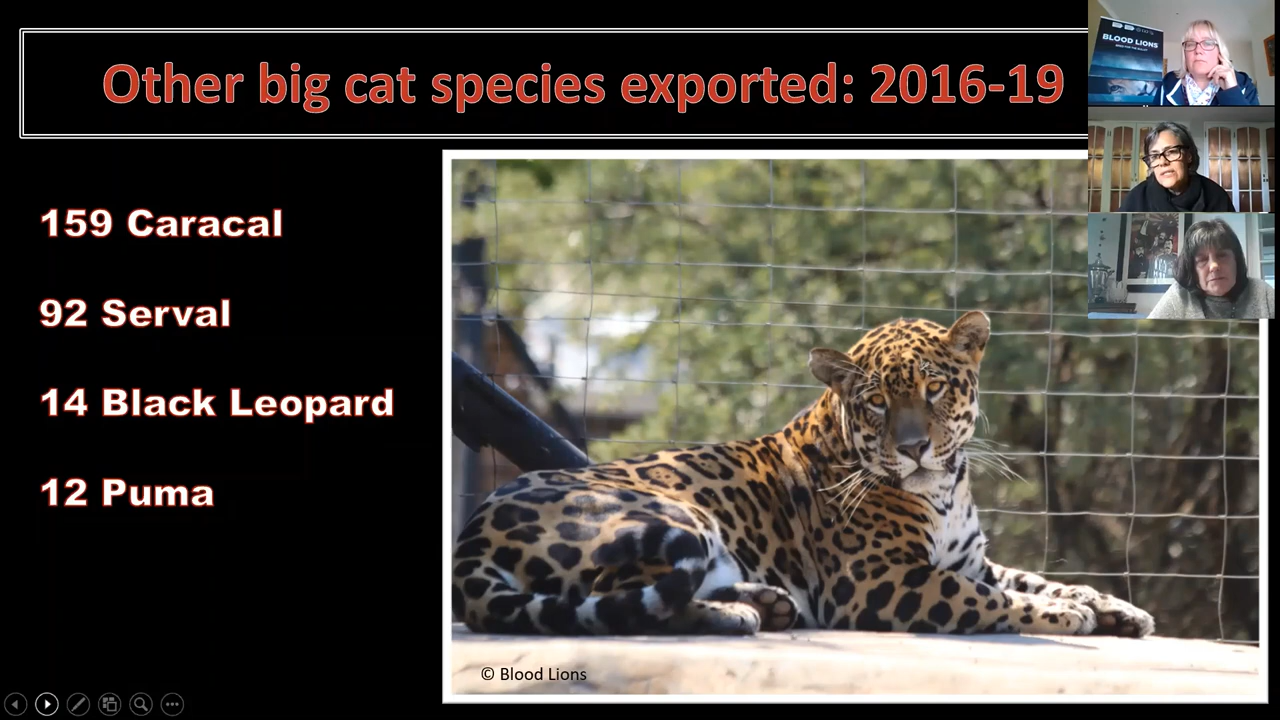 Other big cat species exported: 2016-19
159 Caracal
92 Serval
14 Black Leopard
12 Puma
© Blood Lions
BLOOD LIONS